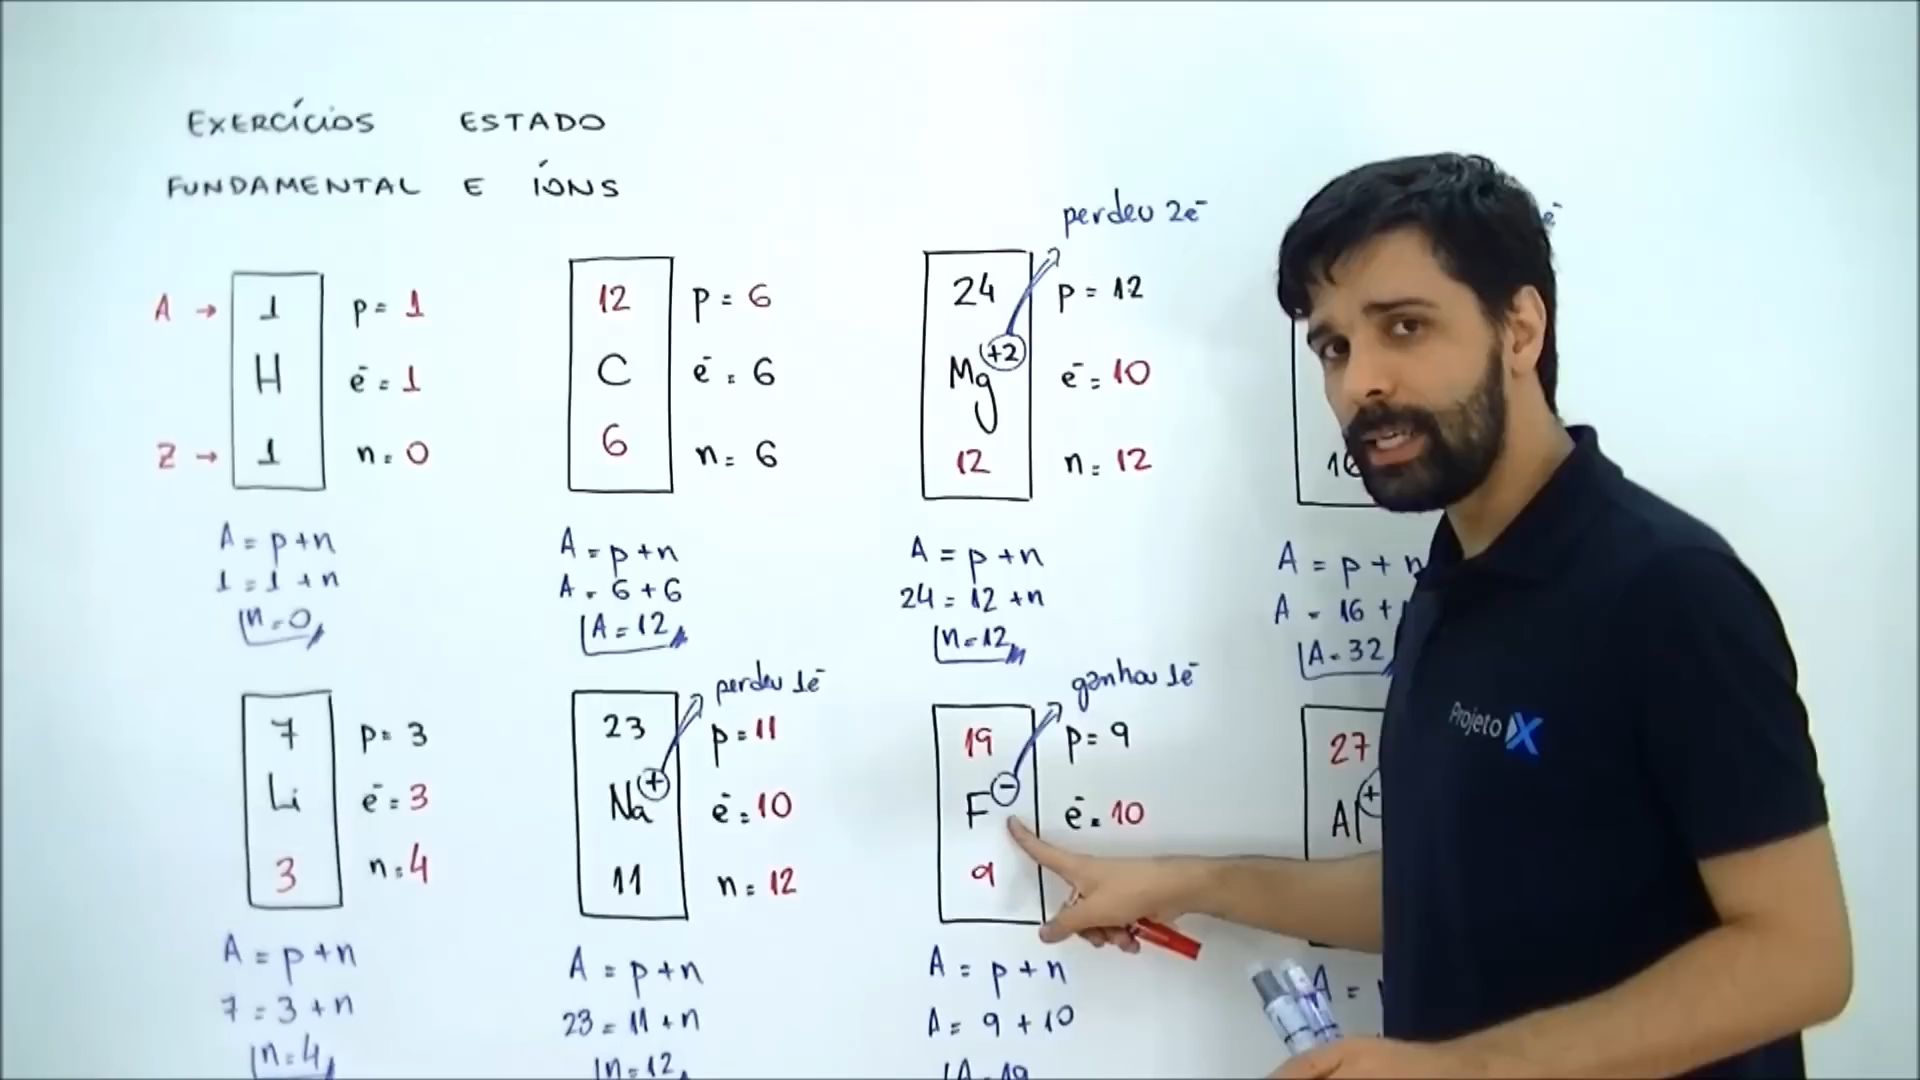 EXERCÍCIOS ESTADO
FUNDAMENTAL E ÍONS
A → 1 p = 1
H e⁻ = 1
Z → 1 n = 0
A = p + n
1 = 1 + n
n = 0
12 p = 6
C e⁻ = 6
6 n = 6
A = p + n
A = 6 + 6
A = 12
perdeu 2e⁻
24 p = 12
Mg +2 e⁻ = 10
12 n = 12
A = p + n
24 = 12 + n
n = 12
e⁻
16
A = p + n
A = 16 +
A = 32
7 p = 3
Li e⁻ = 3
3 n = 4
A = p + n
7 = 3 + n
n = 4
perdeu 1e⁻
23 p = 11
Na + e⁻ = 10
11 n = 12
A = p + n
23 = 11 + n
n = 12
ganhou 1e⁻
19 p = 9
F − e⁻ = 10
9
A = p + n
A = 9 + 10
A = 19
27
Al +
A =
Projeto X